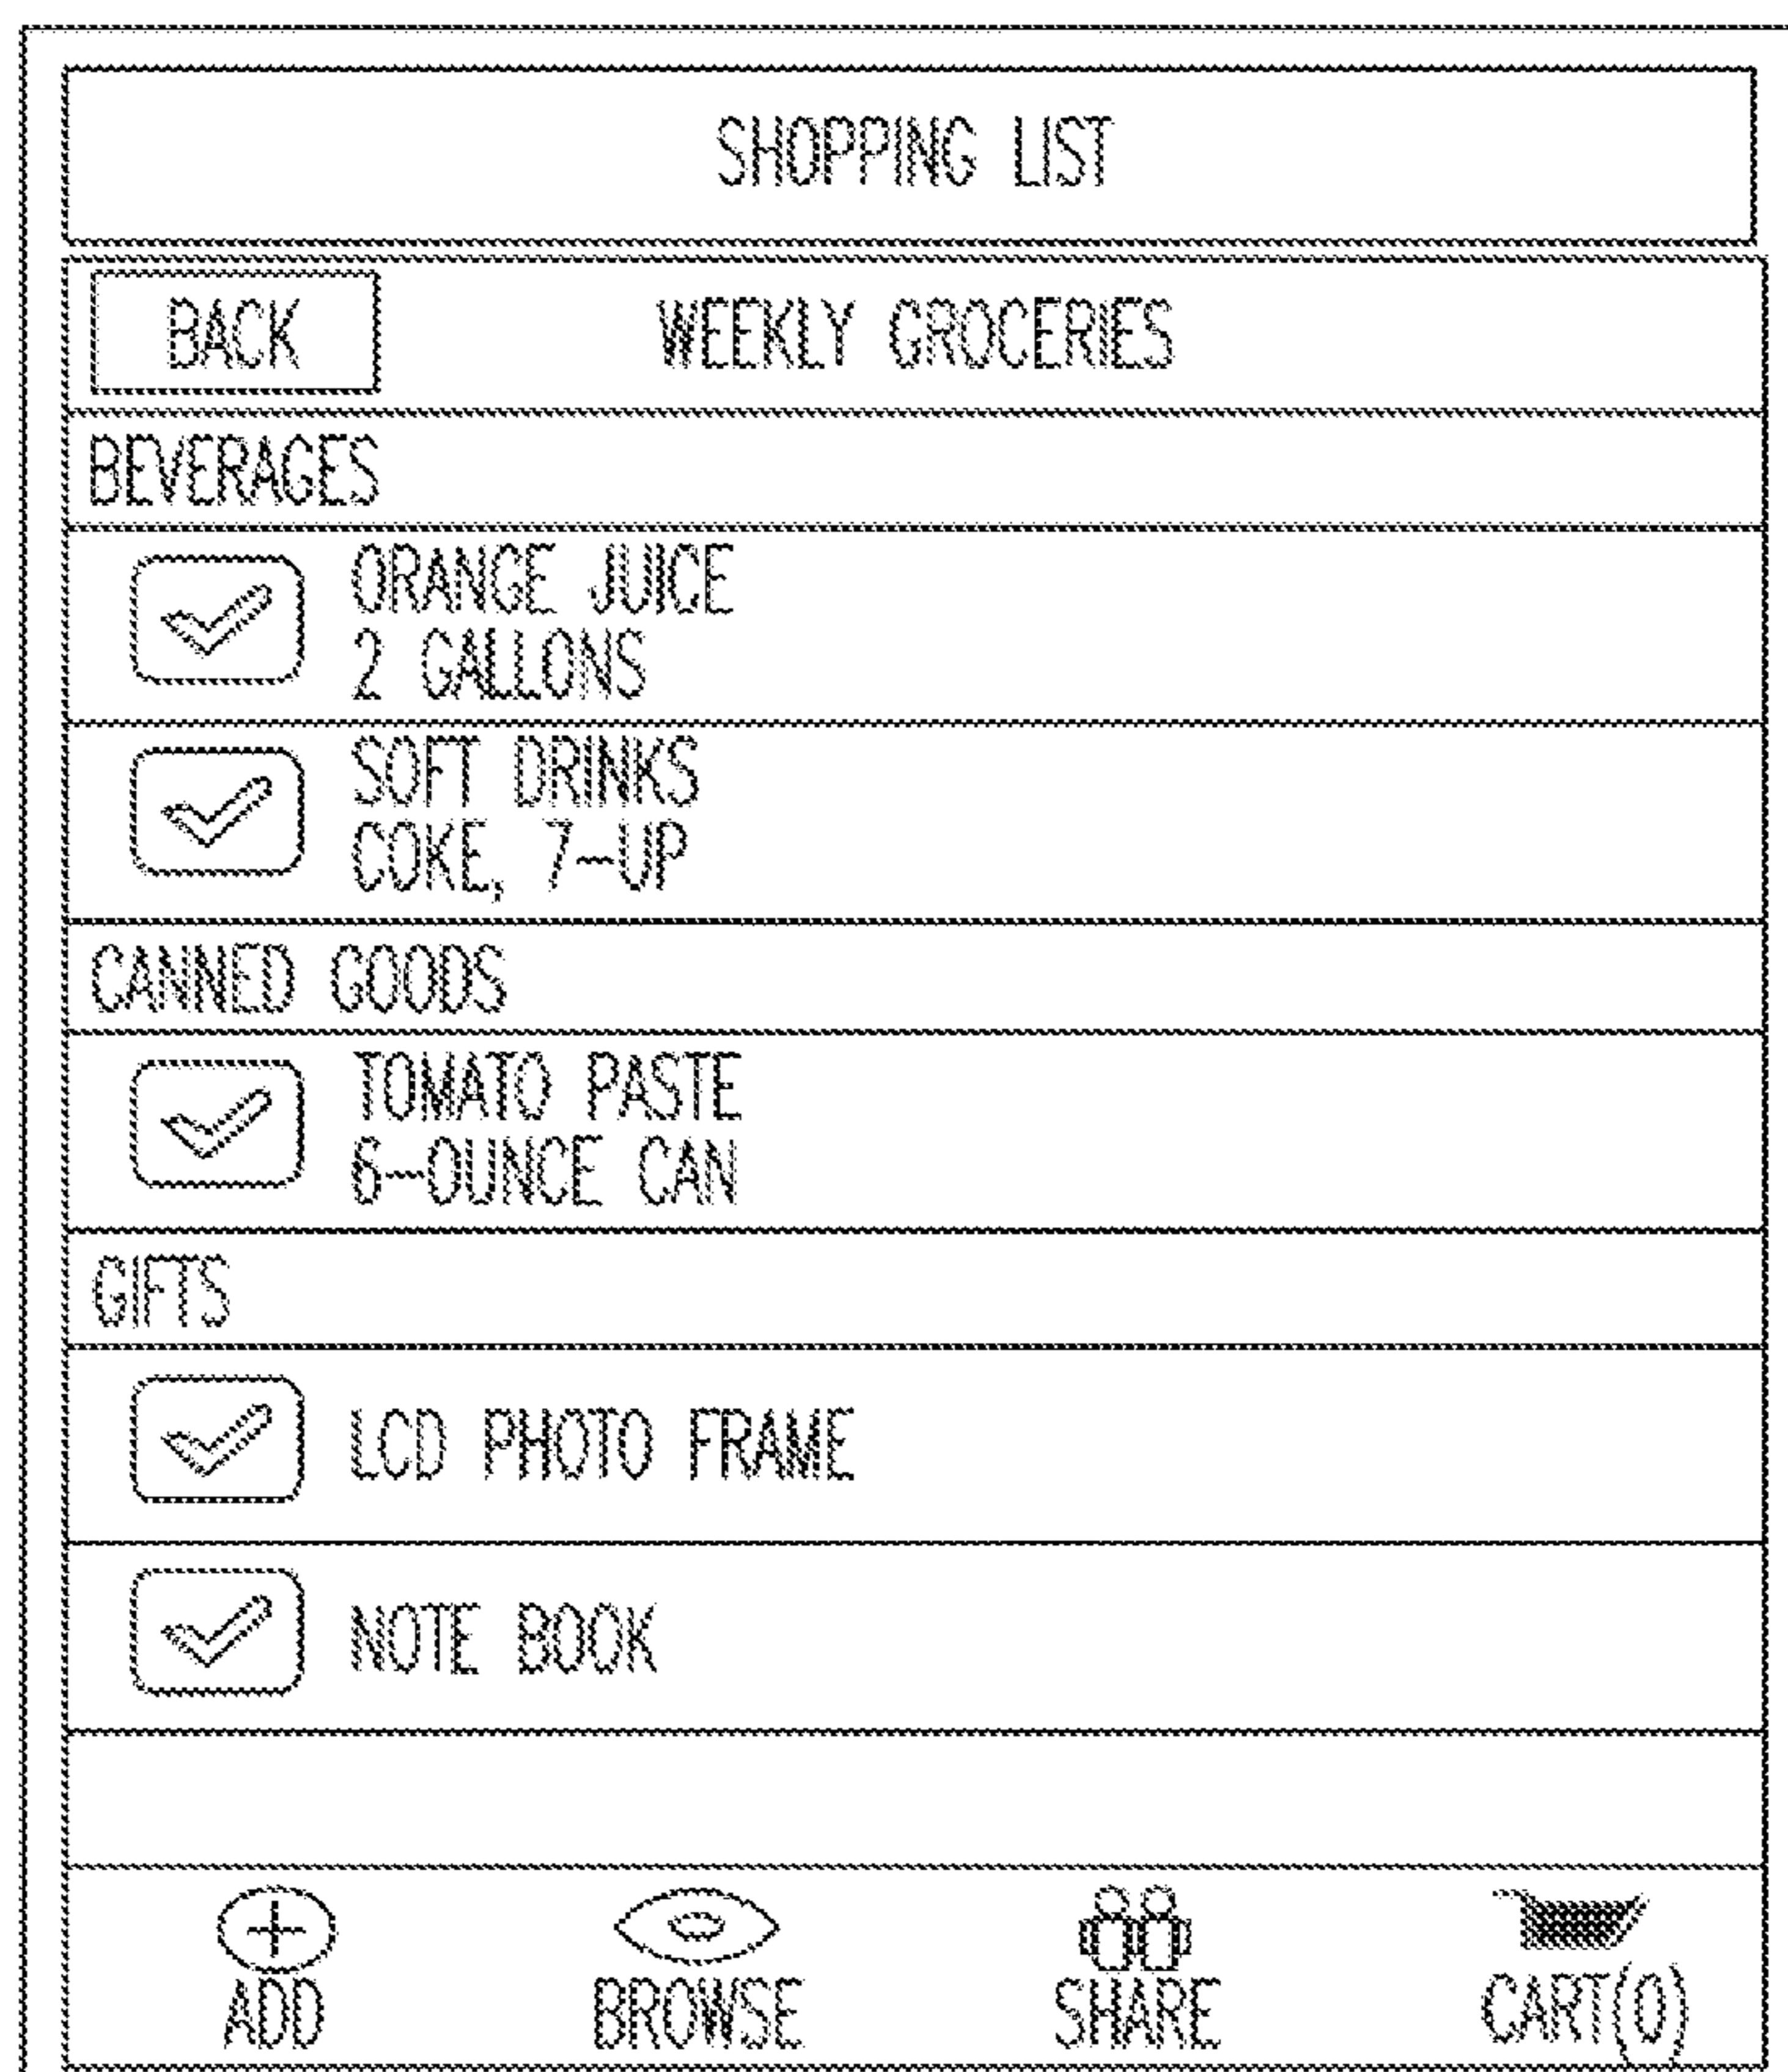 SHOPPING LIST
BACK WEEKLY GROCERIES
BEVERAGES
ORANGE JUICE
2 GALLONS
SOFT DRINKS
COKE, 7-UP
CANNED GOODS
TOMATO PASTE
6-OUNCE CAN
GIFTS
LCD PHOTO FRAME
NOTE BOOK
ADD BROWSE SHARE CART(0)